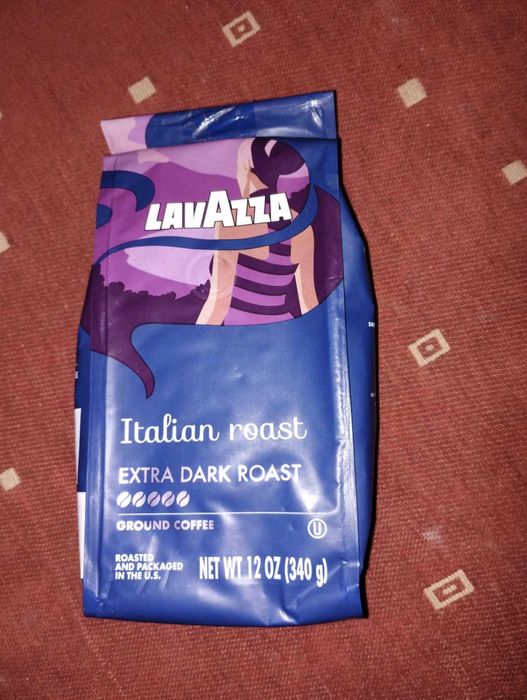 LAVAZZA
Italian roast
EXTRA DARK ROAST
GROUND COFFEE
U
ROASTED
AND PACKAGED
IN THE U.S.
NET WT 12 OZ (340 g)